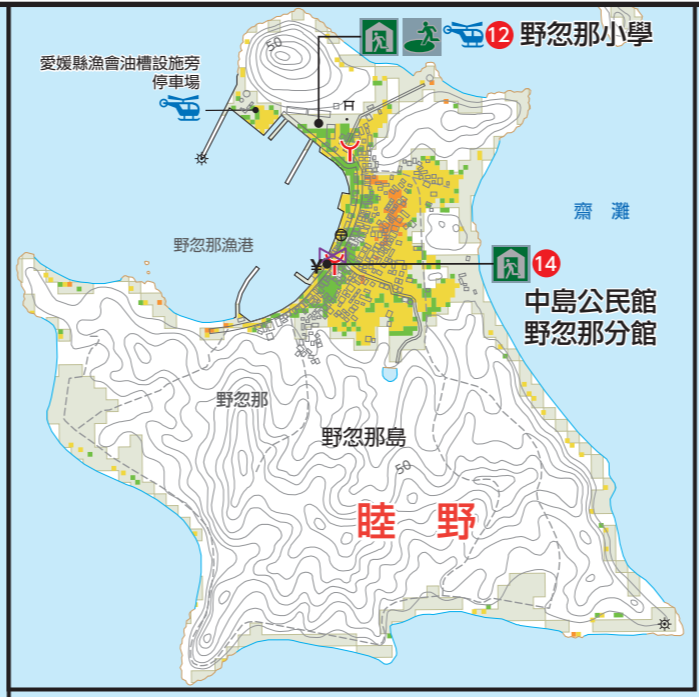 50
12 野忽那小學
愛媛縣漁會油槽設施旁
停車場
齋灘
野忽那漁港
¥
14
中島公民館
野忽那分館
野忽那
野忽那島
50
睦野